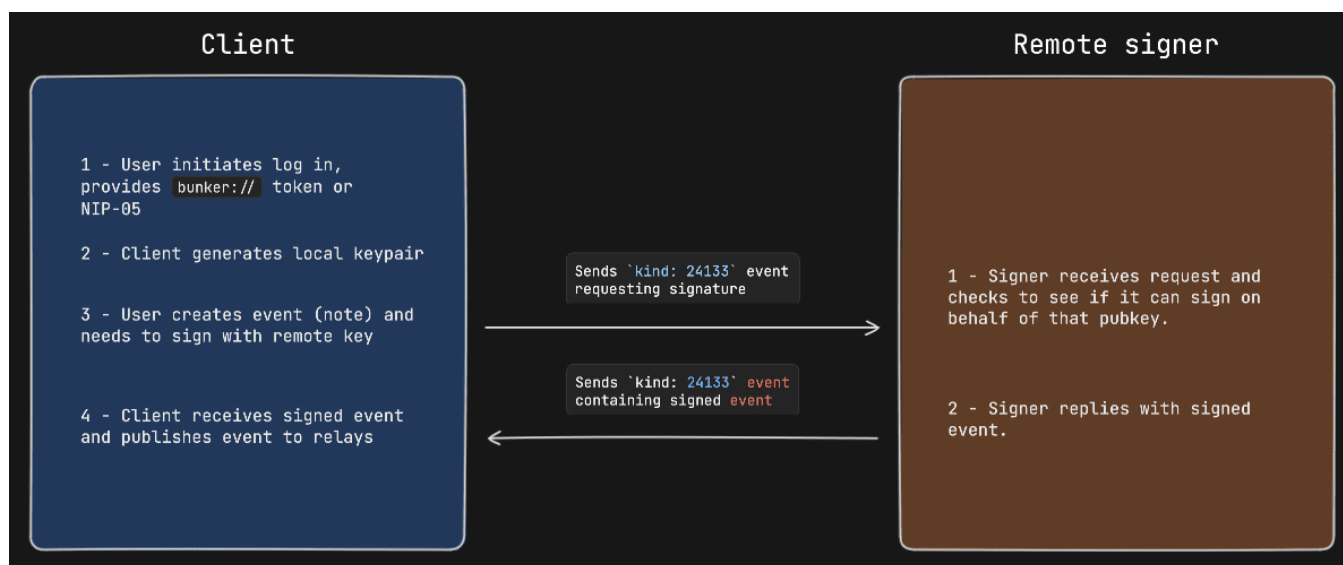 Client
Remote signer
1 - User initiates log in,
provides bunker:// token or
NIP-05
2 - Client generates local keypair
3 - User creates event (note) and
needs to sign with remote key
4 - Client receives signed event
and publishes event to relays
Sends `kind: 24133` event
requesting signature
Sends `kind: 24133` event
containing signed event
1 - Signer receives request and
checks to see if it can sign on
behalf of that pubkey.
2 - Signer replies with signed
event.